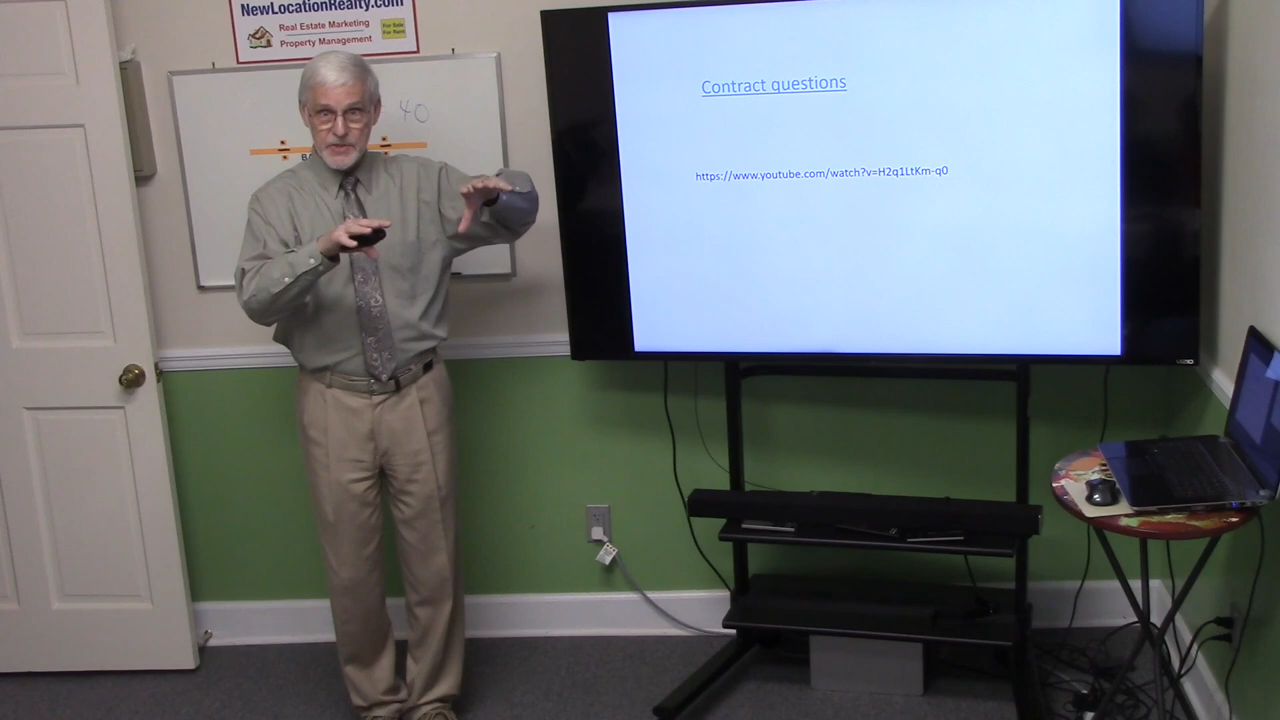 NewLocationRealty.com
Real Estate Marketing
Property Management
For Sale
For Rent
40
Contract questions
https://www.youtube.com/watch?v=H2q1LtKm-q0
VIZIO